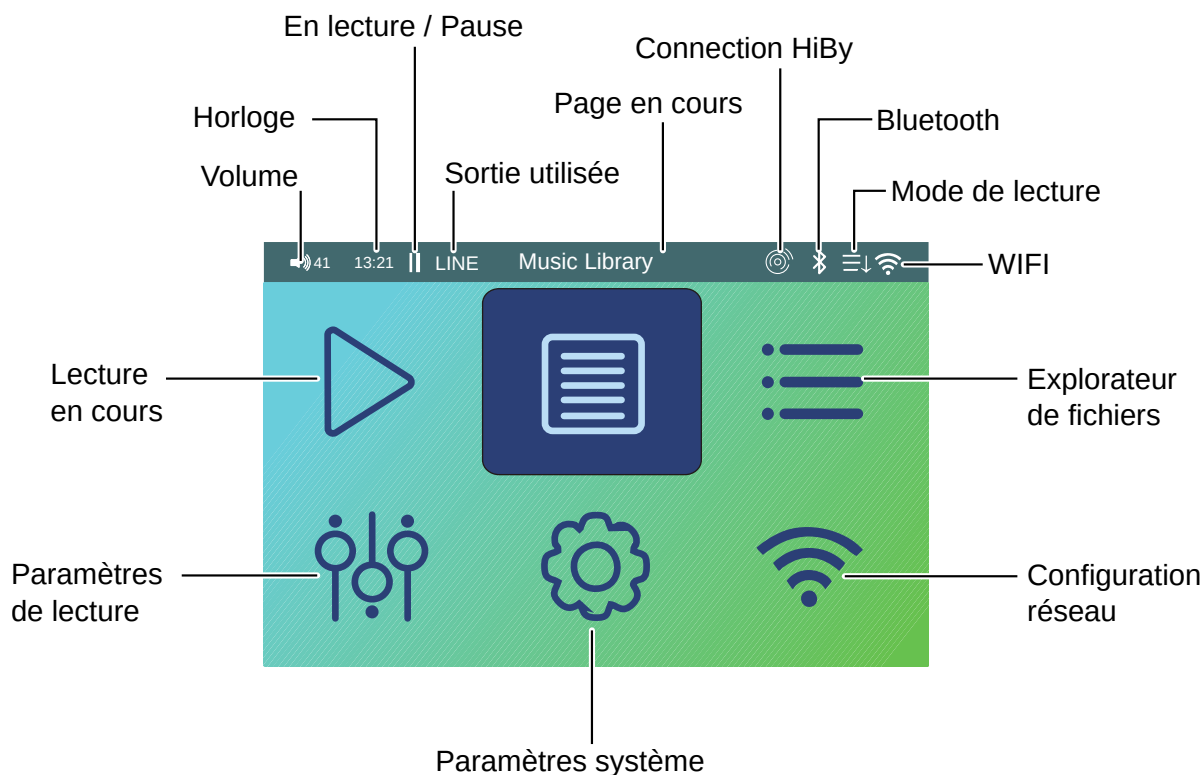 En lecture / Pause
Connection HiBy
Page en cours
Horloge
Bluetooth
Volume
Sortie utilisée
Mode de lecture
41 13:21 LINE Music Library
WIFI
Lecture
en cours
Explorateur
de fichiers
Paramètres
de lecture
Configuration
réseau
Paramètres système